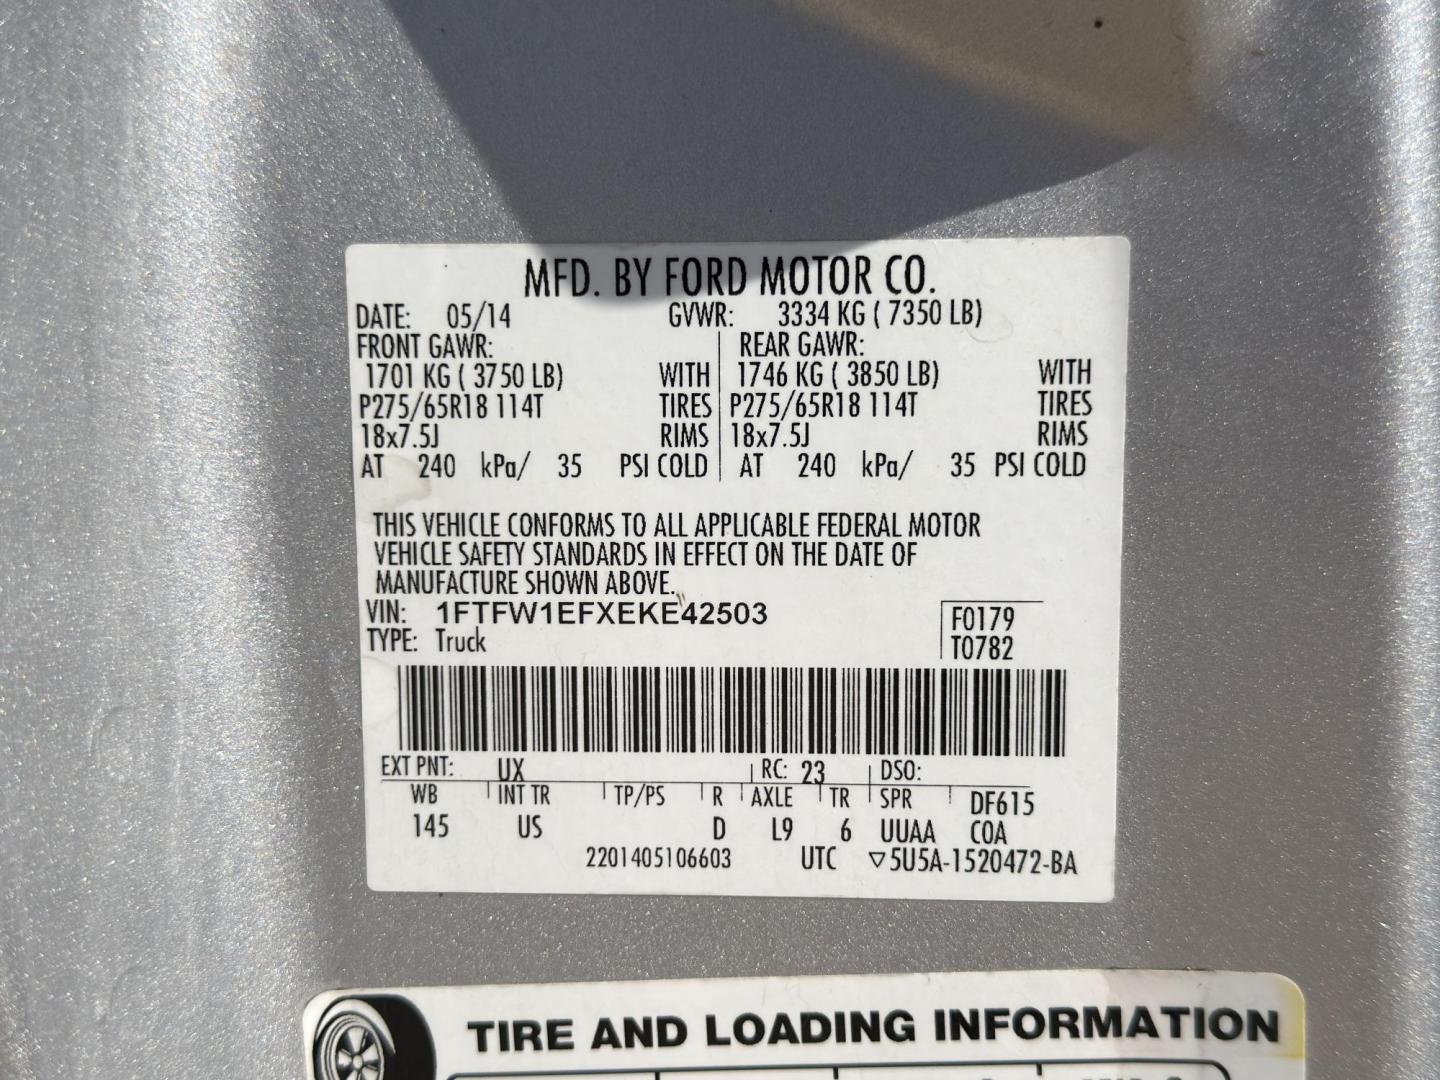 MFD. BY FORD MOTOR CO.
DATE: 05/14 GVWR: 3334 KG ( 7350 LB)
FRONT GAWR: REAR GAWR:
1701 KG ( 3750 LB) WITH 1746 KG ( 3850 LB) WITH
P275/65R18 114T TIRES P275/65R18 114T TIRES
18x7.5J RIMS 18x7.5J RIMS
AT 240 kPa/ 35 PSI COLD AT 240 kPa/ 35 PSI COLD
THIS VEHICLE CONFORMS TO ALL APPLICABLE FEDERAL MOTOR
VEHICLE SAFETY STANDARDS IN EFFECT ON THE DATE OF
MANUFACTURE SHOWN ABOVE.
VIN: 1FTFW1EFXEKE42503 F0179
TYPE: Truck T0782
EXT PNT: UX RC: 23 DSO:
WB INT TR TP/PS R AXLE TR SPR DF615
145 US D L9 6 UUAA COA
2201405106603 UTC ▽5U5A-1520472-BA
TIRE AND LOADING INFORMATION